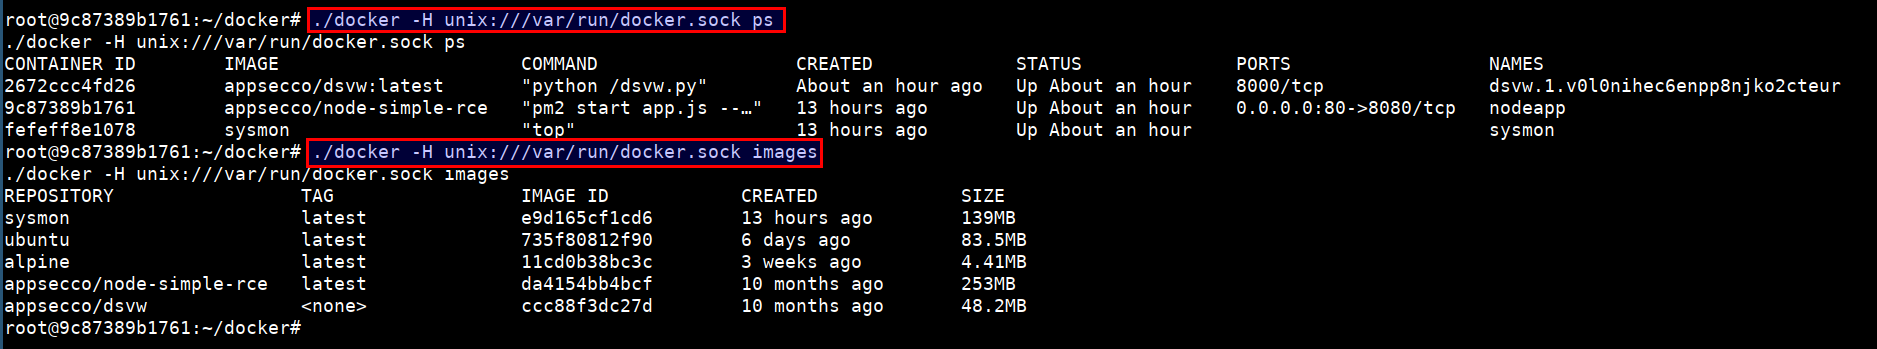 root@9c87389b1761:~/docker# ./docker -H unix:///var/run/docker.sock ps
./docker -H unix:///var/run/docker.sock ps
CONTAINER ID        IMAGE                      COMMAND                  CREATED             STATUS              PORTS                  NAMES
2672ccc4fd26        appsecco/dsvw:latest       "python /dsvw.py"        About an hour ago   Up About an hour    8000/tcp               dsvw.1.v0l0nihec6enpp8njko2cteur
9c87389b1761        appsecco/node-simple-rce   "pm2 start app.js --…"   13 hours ago        Up About an hour    0.0.0.0:80->8080/tcp   nodeapp
fefeff8e1078        sysmon                     "top"                    13 hours ago        Up About an hour                           sysmon
root@9c87389b1761:~/docker# ./docker -H unix:///var/run/docker.sock images
./docker -H unix:///var/run/docker.sock images
REPOSITORY                 TAG                 IMAGE ID            CREATED             SIZE
sysmon                     latest              e9d165cf1cd6        13 hours ago        139MB
ubuntu                     latest              735f80812f90        6 days ago          83.5MB
alpine                     latest              11cd0b38bc3c        3 weeks ago         4.41MB
appsecco/node-simple-rce   latest              da4154bb4bcf        10 months ago       253MB
appsecco/dsvw              <none>              ccc88f3dc27d        10 months ago       48.2MB
root@9c87389b1761:~/docker#